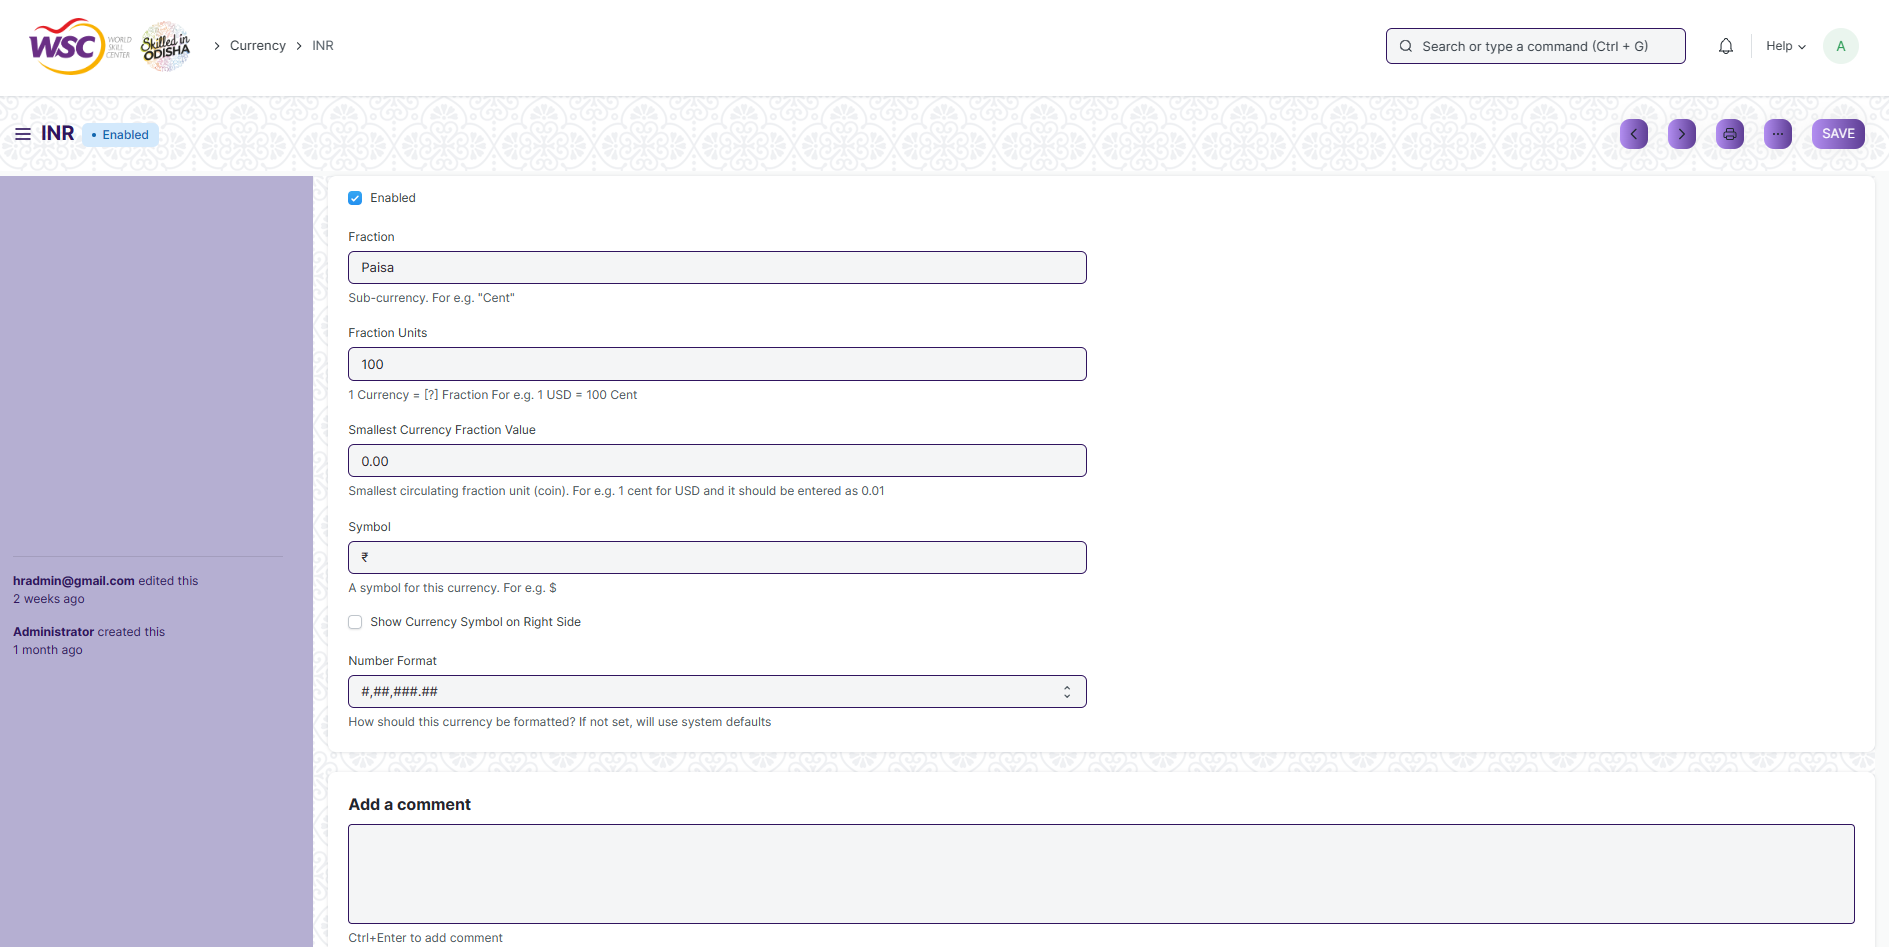 WSC
WORLD
SKILL
CENTER
Skilled in
ODISHA
Currency
INR
Search or type a command (Ctrl + G)
Help
A
INR
Enabled
SAVE
Enabled
Fraction
Paisa
Sub-currency. For e.g. "Cent"
Fraction Units
100
1 Currency = [?] Fraction For e.g. 1 USD = 100 Cent
Smallest Currency Fraction Value
0.00
Smallest circulating fraction unit (coin). For e.g. 1 cent for USD and it should be entered as 0.01
Symbol
₹
A symbol for this currency. For e.g. $
Show Currency Symbol on Right Side
Number Format
#,##,###.##
How should this currency be formatted? If not set, will use system defaults
hradmin@gmail.com edited this
2 weeks ago
Administrator created this
1 month ago
Add a comment
Ctrl+Enter to add comment